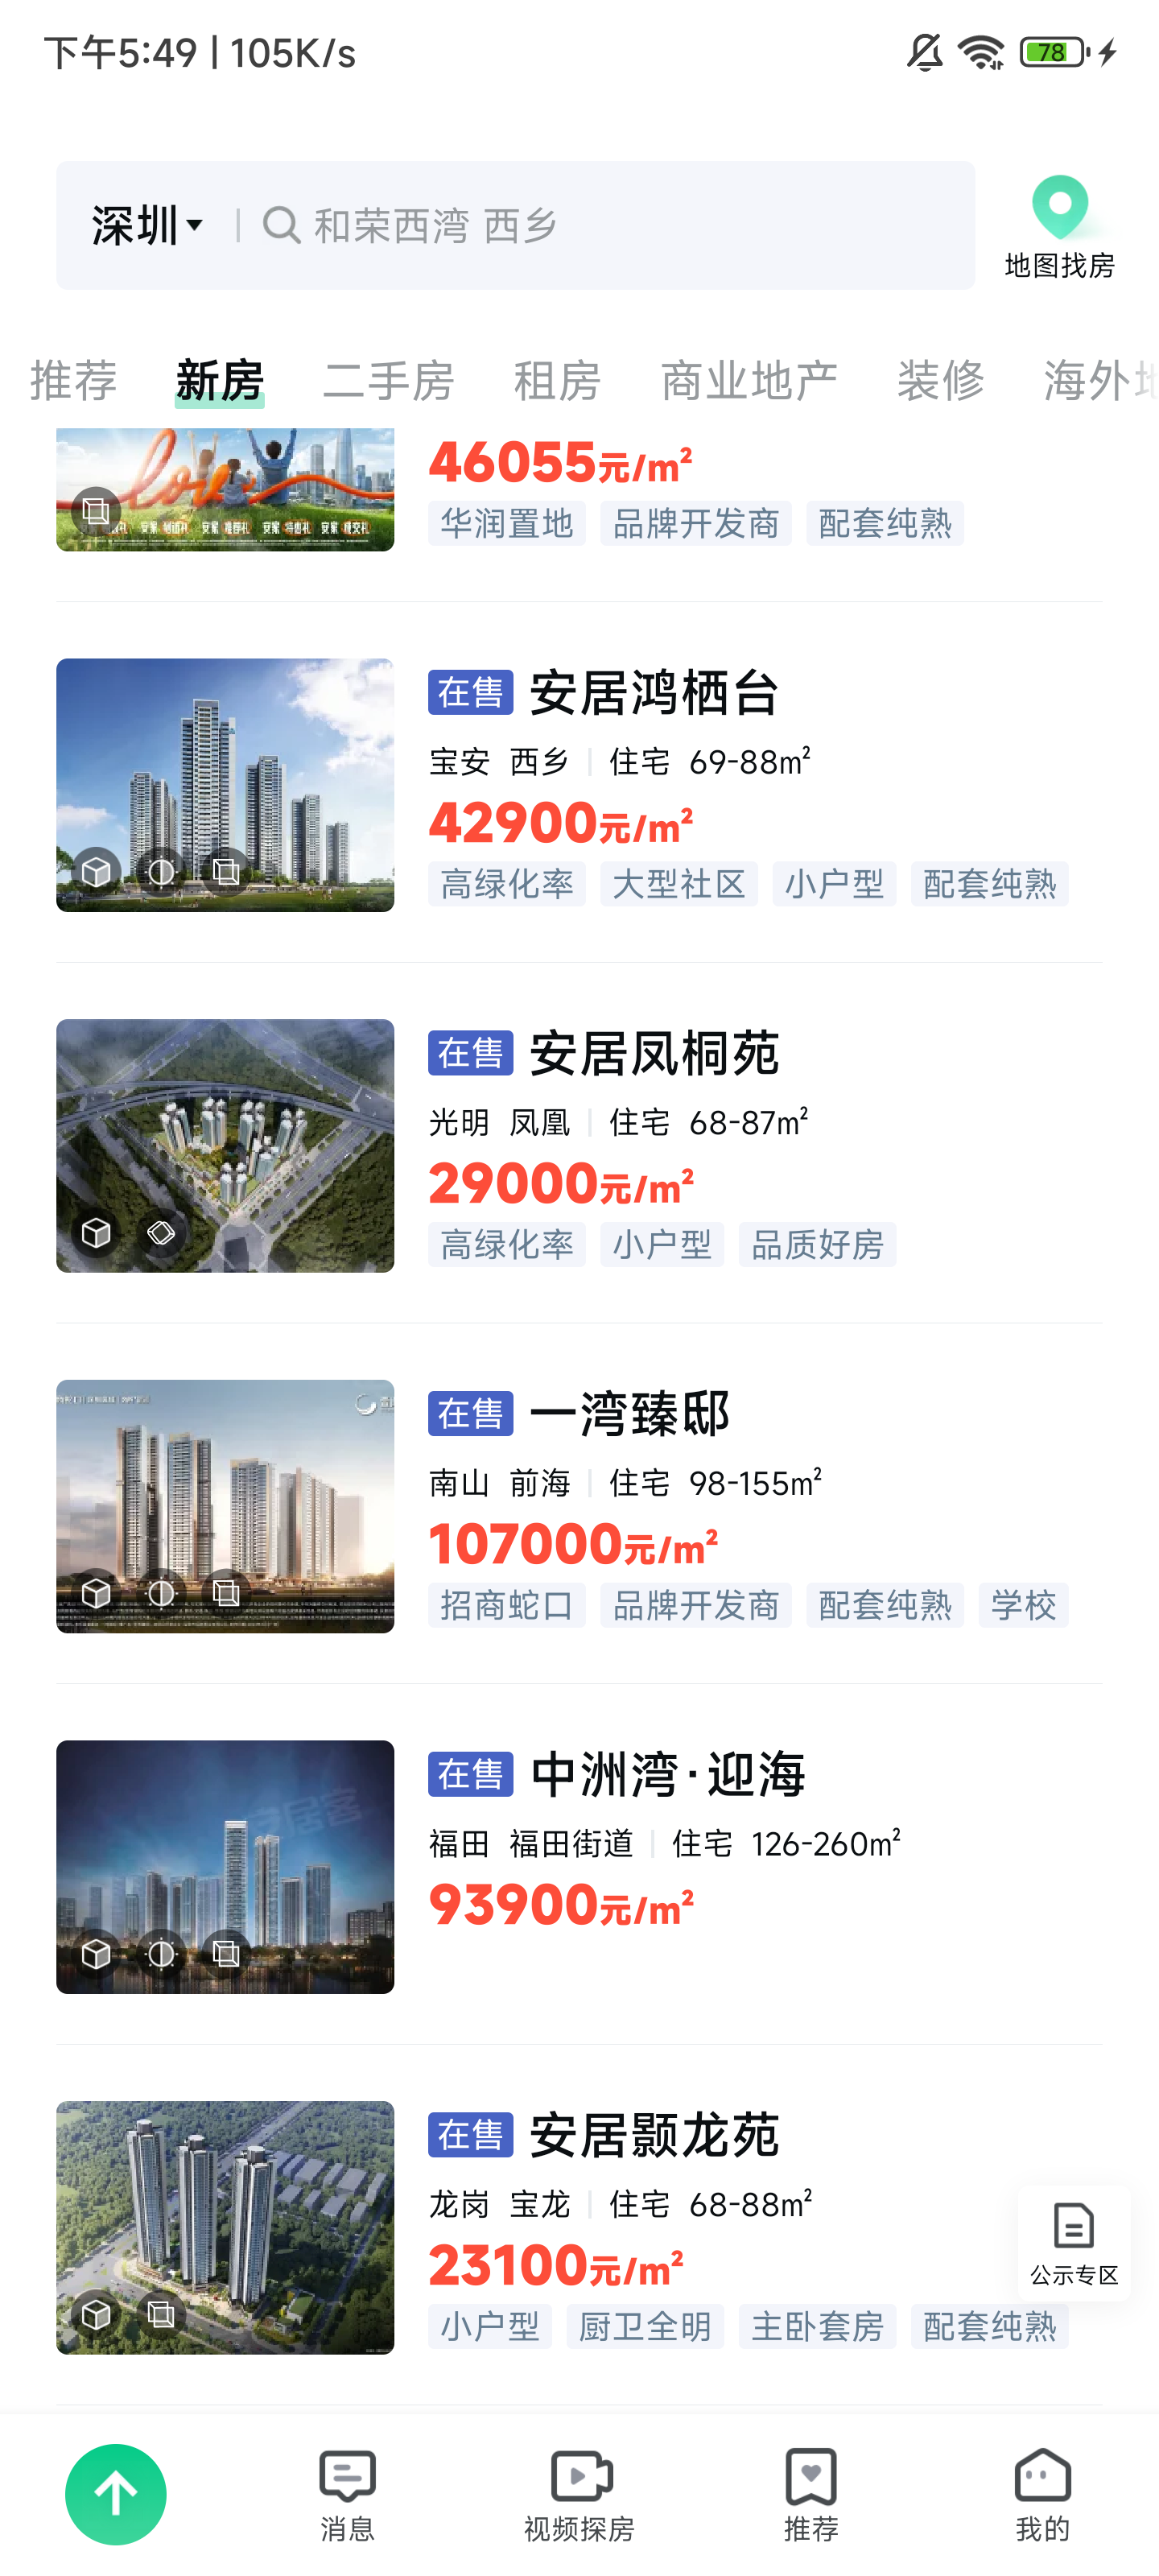 下午5:49 | 105K/s
78
深圳
和荣西湾 西乡
地图找房
推荐 新房 二手房 租房 商业地产 装修 海外
46055元/m²
华润置地 品牌开发商 配套纯熟
在售 安居鸿栖台
宝安 西乡 住宅 69-88m²
42900元/m²
高绿化率 大型社区 小户型 配套纯熟
在售 安居凤桐苑
光明 凤凰 住宅 68-87m²
29000元/m²
高绿化率 小户型 品质好房
在售 一湾臻邸
南山 前海 住宅 98-155m²
107000元/m²
招商蛇口 品牌开发商 配套纯熟 学校
在售 中洲湾·迎海
福田 福田街道 住宅 126-260m²
93900元/m²
在售 安居颢龙苑
龙岗 宝龙 住宅 68-88m²
23100元/m²
小户型 厨卫全明 主卧套房 配套纯熟
公示专区
消息 视频探房 推荐 我的